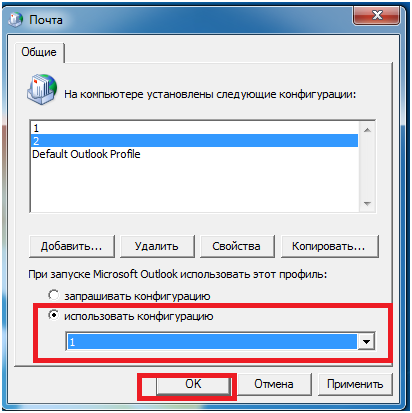 Почта
Общие
На компьютере установлены следующие конфигурации:
1
2
Default Outlook Profile
Добавить... Удалить Свойства Копировать...
При запуске Microsoft Outlook использовать этот профиль:
запрашивать конфигурацию
использовать конфигурацию
1
ОК Отмена Применить